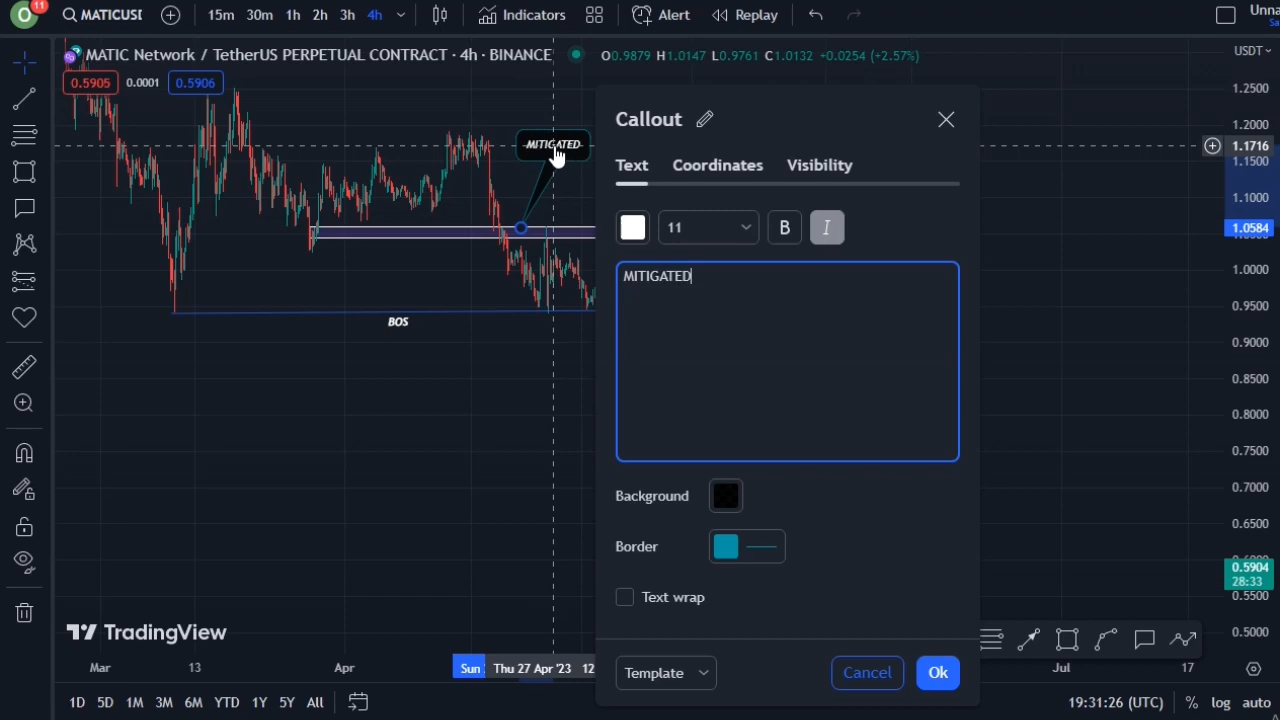 O 11 MATICUSI 15m 30m 1h 2h 3h 4h Indicators Alert Replay Unna
Sa
MATIC Network / TetherUS PERPETUAL CONTRACT · 4h · BINANCE O0.9879 H1.0147 L0.9761 C1.0132 +0.0254 (+2.57%) USDT
0.5905 0.0001 0.5906
1.2500
Callout
1.2000
MITIGATED
1.1716
1.1500
Text Coordinates Visibility
1.1000
11 B I
1.0584
MITIGATED
1.0000
0.9500
BOS
0.9000
0.8500
0.8000
0.7500
0.7000
Background
0.6500
Border
0.5904
28:33
0.5500
Text wrap
TradingView
0.5000
Mar 13 Apr Sun Thu 27 Apr '23 12 Jul 17
Template Cancel Ok
1D 5D 1M 3M 6M YTD 1Y 5Y All 19:31:26 (UTC) % log auto